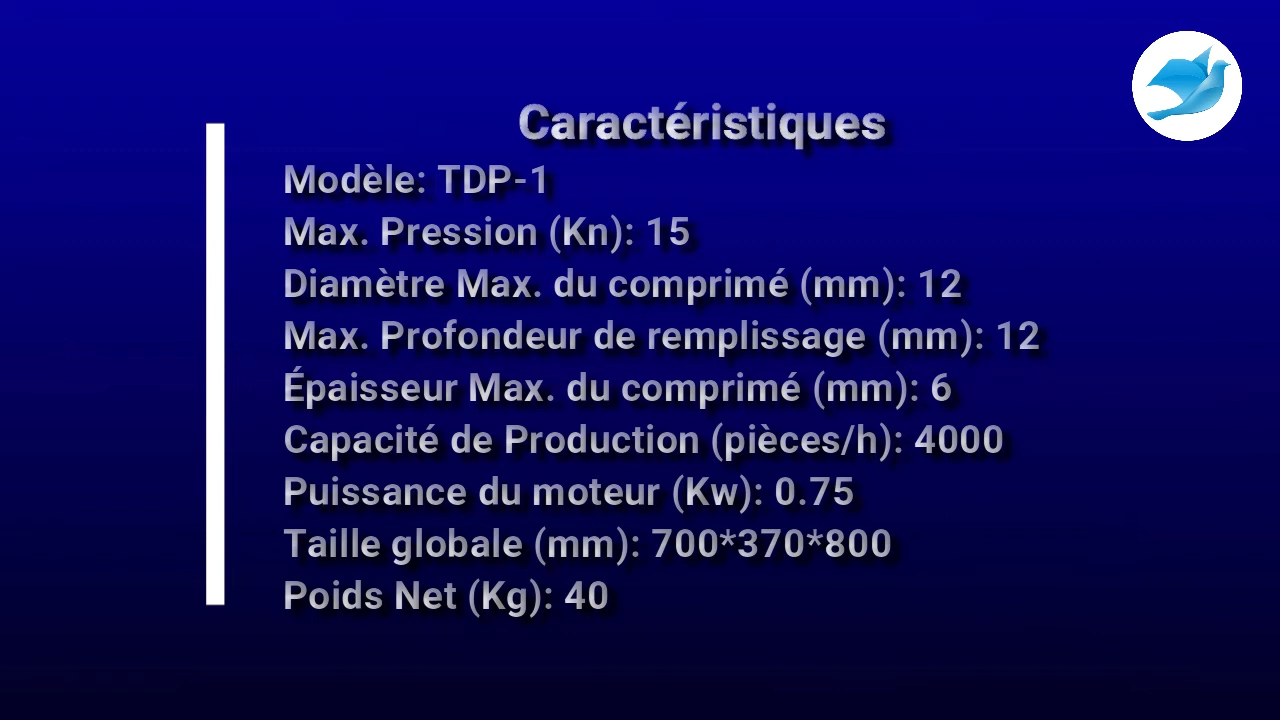 Caractéristiques
Modèle: TDP-1
Max. Pression (Kn): 15
Diamètre Max. du comprimé (mm): 12
Max. Profondeur de remplissage (mm): 12
Épaisseur Max. du comprimé (mm): 6
Capacité de Production (pièces/h): 4000
Puissance du moteur (Kw): 0.75
Taille globale (mm): 700*370*800
Poids Net (Kg): 40